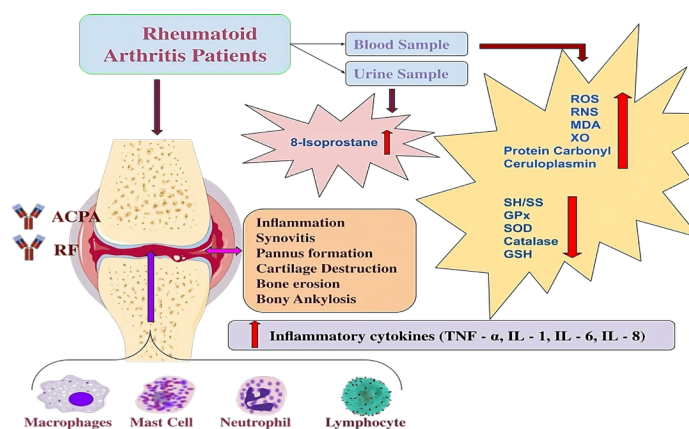 Rheumatoid
Arthritis Patients
Blood Sample
Urine Sample
8-Isoprostane
ROS
RNS
MDA
XO
Protein Carbonyl
Ceruloplasmin
SH/SS
GPx
SOD
Catalase
GSH
ACPA
RF
Inflammation
Synovitis
Pannus formation
Cartilage Destruction
Bone erosion
Bony Ankylosis
Inflammatory cytokines (TNF - α, IL - 1, IL - 6, IL - 8)
Macrophages
Mast Cell
Neutrophil
Lymphocyte